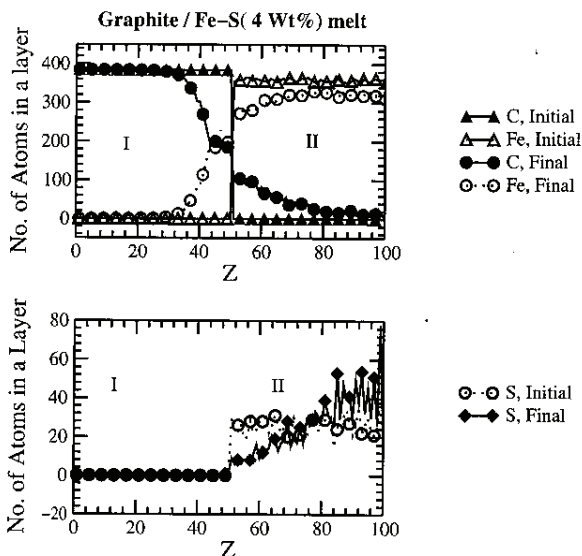 Graphite / Fe–S( 4 Wt%) melt
No. of Atoms in a layer
400
300
200
100
0
I
II
0 20 40 60 80 100
Z
C, Initial
Fe, Initial
C, Final
Fe, Final
No. of Atoms in a Layer
80
60
40
20
0
−20
I
II
0 20 40 60 80 100
Z
S, Initial
S, Final